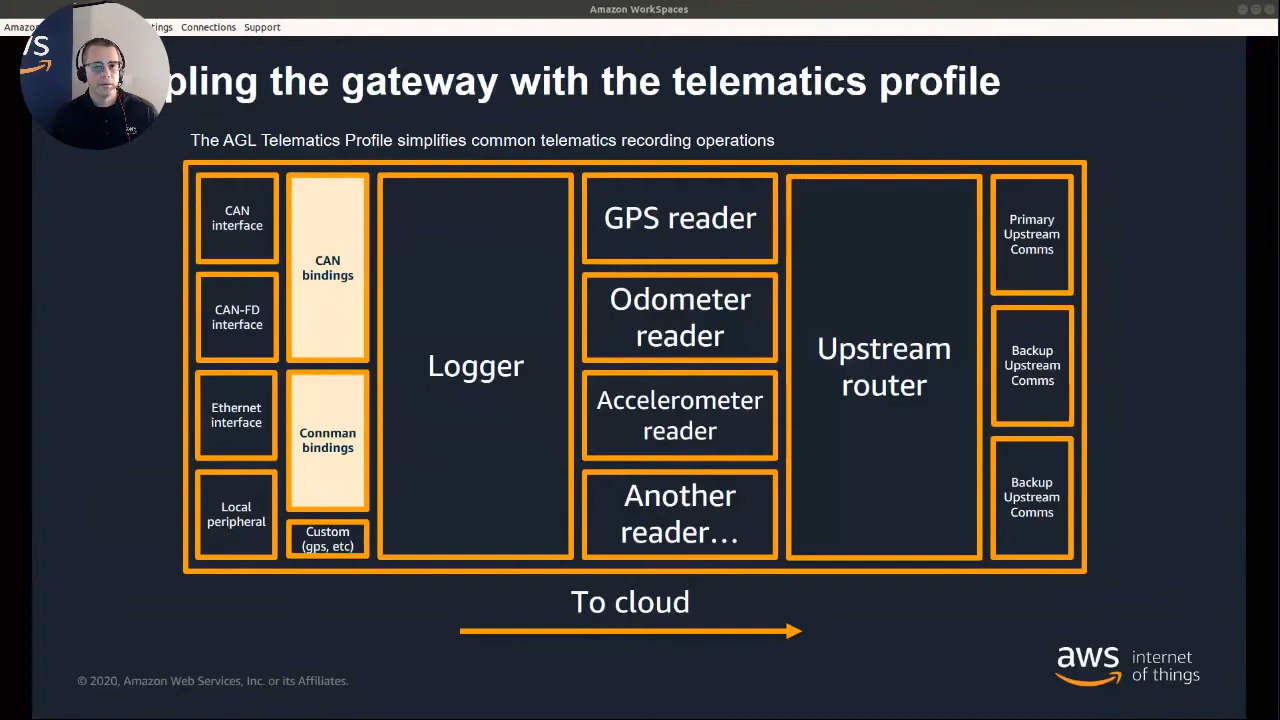 Amazon WorkSpaces
Connections Support
pling the gateway with the telematics profile
The AGL Telematics Profile simplifies common telematics recording operations
CAN
interface
CAN-FD
interface
Ethernet
interface
Local
peripheral
CAN
bindings
Connman
bindings
Custom
(gps, etc)
Logger
GPS reader
Odometer
reader
Accelerometer
reader
Another
reader...
Upstream
router
Primary
Upstream
Comms
Backup
Upstream
Comms
Backup
Upstream
Comms
To cloud
© 2020, Amazon Web Services, Inc. or its Affiliates.
aws
internet
of things